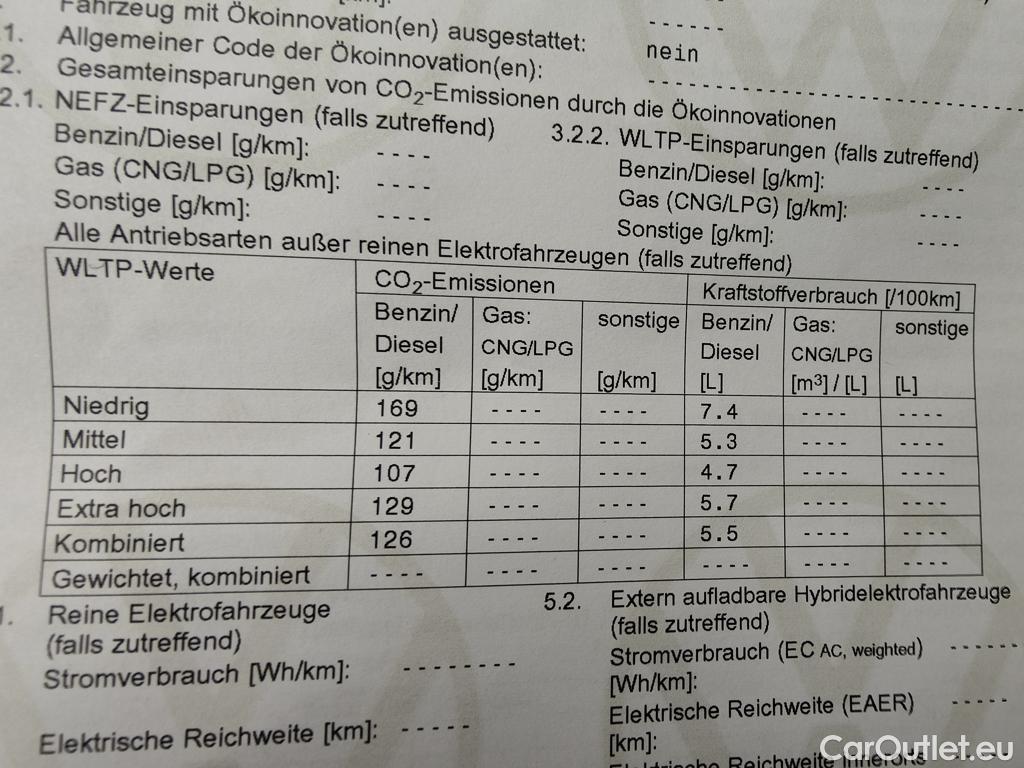 Fahrzeug mit Ökoinnovation(en) ausgestattet: - - - - -
1. Allgemeiner Code der Ökoinnovation(en): nein
2. Gesamteinsparungen von CO2-Emissionen durch die Ökoinnovationen
2.1. NEFZ-Einsparungen (falls zutreffend) 3.2.2. WLTP-Einsparungen (falls zutreffend)
Benzin/Diesel [g/km]: - - - - Benzin/Diesel [g/km]: - - - -
Gas (CNG/LPG) [g/km]: - - - - Gas (CNG/LPG) [g/km]: - - - -
Sonstige [g/km]: - - - - Sonstige [g/km]: - - - -
Alle Antriebsarten außer reinen Elektrofahrzeugen (falls zutreffend)
WLTP-Werte CO2-Emissionen Kraftstoffverbrauch [/100km]
Benzin/ Gas: sonstige Benzin/ Gas: sonstige
Diesel CNG/LPG Diesel CNG/LPG
[g/km] [g/km] [g/km] [L] [m³] / [L] [L]
Niedrig 169 - - - - - - - - 7.4 - - - - - - - -
Mittel 121 - - - - - - - - 5.3 - - - - - - - -
Hoch 107 - - - - - - - - 4.7 - - - - - - - -
Extra hoch 129 - - - - - - - - 5.7 - - - - - - - -
Kombiniert 126 - - - - - - - - 5.5 - - - - - - - -
Gewichtet, kombiniert - - - - - - - - - - - - - - - - - - - - - - - -
1. Reine Elektrofahrzeuge 5.2. Extern aufladbare Hybridelektrofahrzeuge
(falls zutreffend) (falls zutreffend)
Stromverbrauch [Wh/km]: - - - - - - - - Stromverbrauch (EC AC, weighted) - - - - - -
[Wh/km]:
Elektrische Reichweite [km]: - - - - - Elektrische Reichweite (EAER) - - - - -
[km]:
Elektrische Reichweite innerorts
CarOutlet.eu